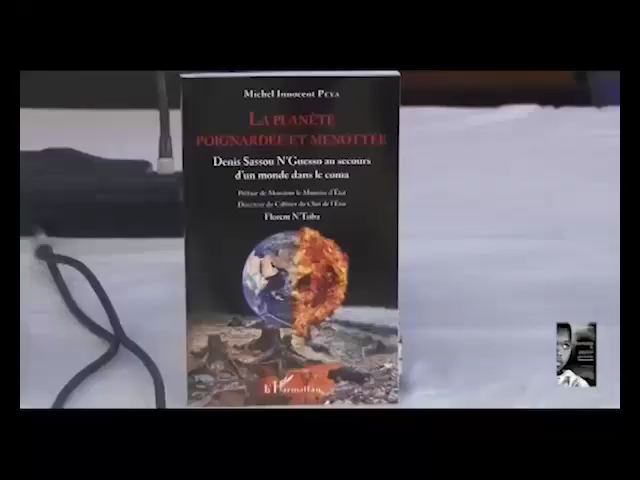 Michel Innocent PEYA
LA PLANÈTE
POIGNARDÉE ET MENOTTÉE
Denis Sassou N'Guesso au secours
d'un monde dans le coma
Préface de Monsieur le Ministre d'État
Directeur du Cabinet du Chef de l'État
Florent N'Tsiba
L'Harmattan